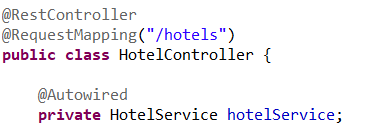 @RestController
@RequestMapping("/hotels")
public class HotelController {
@Autowired
private HotelService hotelService;